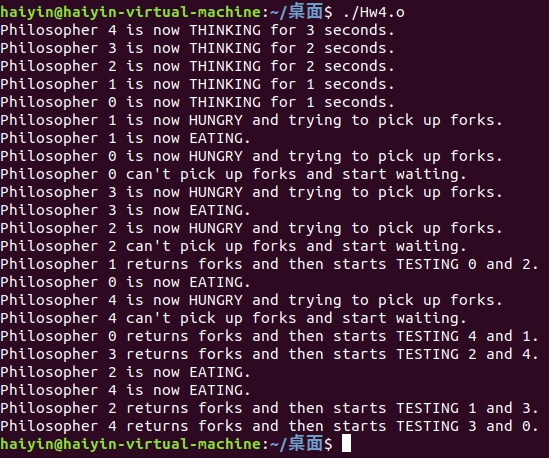 haiyin@haiyin-virtual-machine:~/桌面$ ./Hw4.o
Philosopher 4 is now THINKING for 3 seconds.
Philosopher 3 is now THINKING for 2 seconds.
Philosopher 2 is now THINKING for 2 seconds.
Philosopher 1 is now THINKING for 1 seconds.
Philosopher 0 is now THINKING for 1 seconds.
Philosopher 1 is now HUNGRY and trying to pick up forks.
Philosopher 1 is now EATING.
Philosopher 0 is now HUNGRY and trying to pick up forks.
Philosopher 0 can't pick up forks and start waiting.
Philosopher 3 is now HUNGRY and trying to pick up forks.
Philosopher 3 is now EATING.
Philosopher 2 is now HUNGRY and trying to pick up forks.
Philosopher 2 can't pick up forks and start waiting.
Philosopher 1 returns forks and then starts TESTING 0 and 2.
Philosopher 0 is now EATING.
Philosopher 4 is now HUNGRY and trying to pick up forks.
Philosopher 4 can't pick up forks and start waiting.
Philosopher 0 returns forks and then starts TESTING 4 and 1.
Philosopher 3 returns forks and then starts TESTING 2 and 4.
Philosopher 2 is now EATING.
Philosopher 4 is now EATING.
Philosopher 2 returns forks and then starts TESTING 1 and 3.
Philosopher 4 returns forks and then starts TESTING 3 and 0.
haiyin@haiyin-virtual-machine:~/桌面$